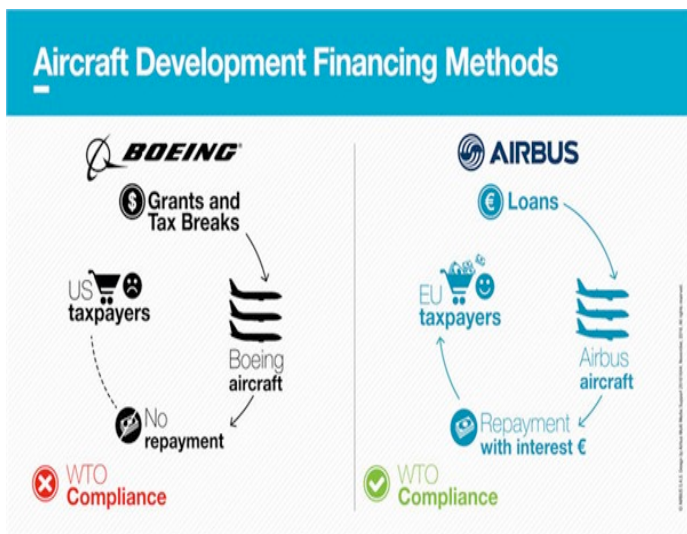 Aircraft Development Financing Methods
BOEING®
Grants and
Tax Breaks
US
taxpayers
Boeing
aircraft
No
repayment
WTO
Compliance
AIRBUS
€ Loans
EU
taxpayers
Airbus
aircraft
Repayment
with interest €
WTO
Compliance